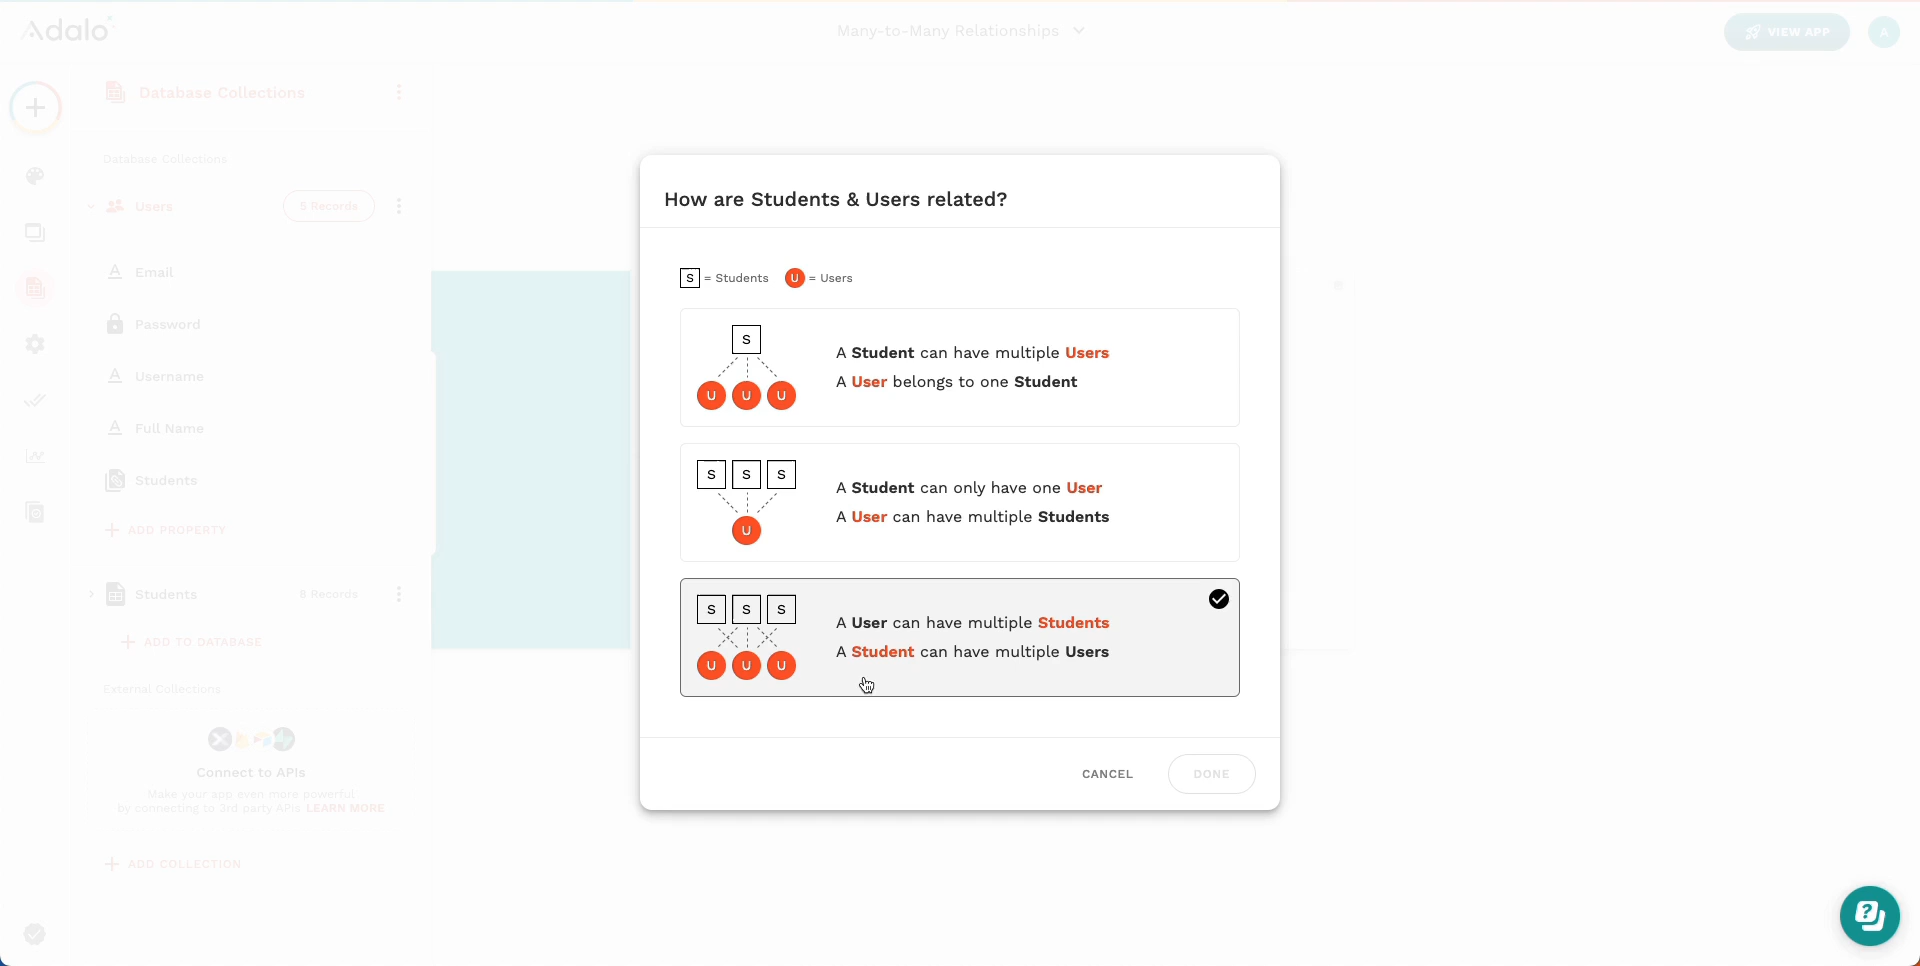 Adalo
Many-to-Many Relationships
VIEW APP
A
Database Collections
Database Collections
Users
5 Records
Email
Password
Username
Full Name
Students
ADD PROPERTY
Students
6 Records
ADD TO DATABASE
External Collections
Connect to APIs
Make your app even more powerful
by connecting to 3rd party APIs. LEARN MORE
ADD COLLECTION
How are Students & Users related?
S = Students U = Users
S
U U U
A Student can have multiple Users
A User belongs to one Student
S S S
U
A Student can only have one User
A User can have multiple Students
S S S
U U U
A User can have multiple Students
A Student can have multiple Users
CANCEL
DONE
?